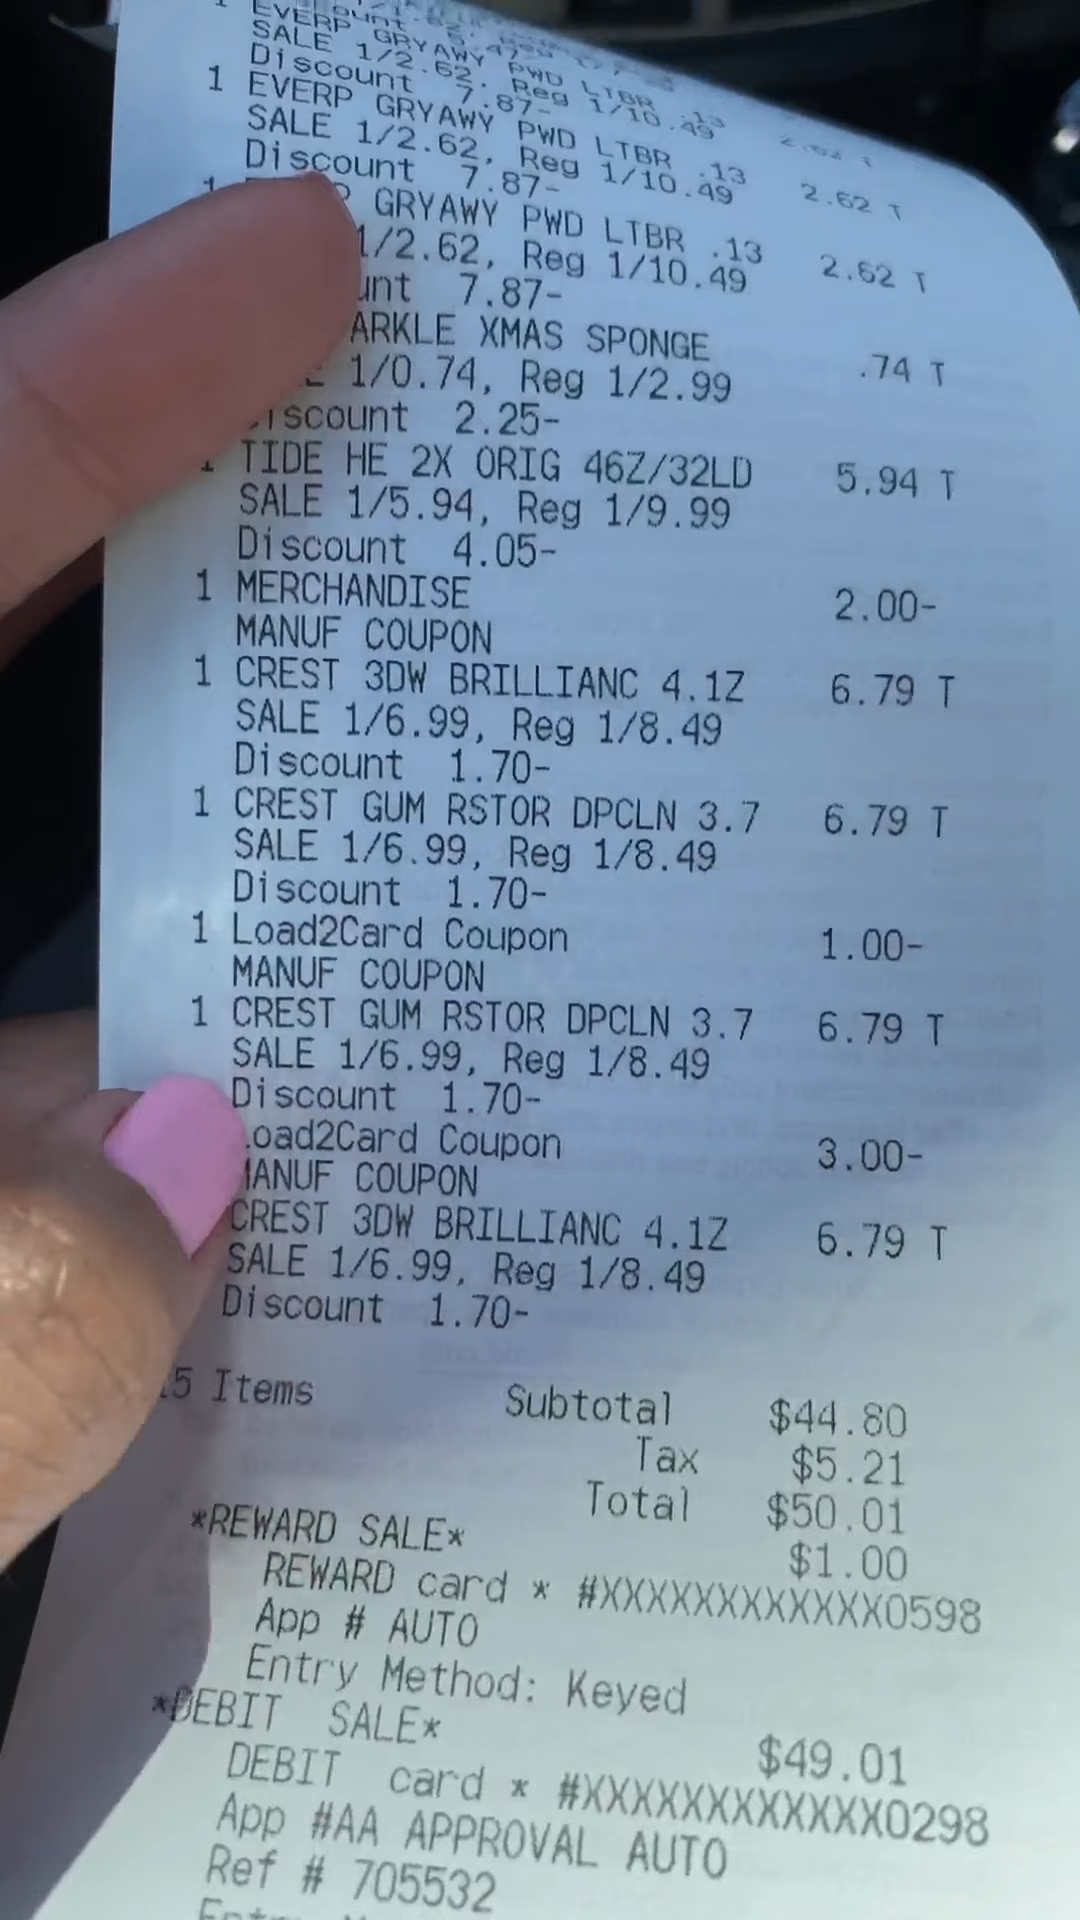 1 EVERP GRYAWY PWD LTBR .13
SALE 1/2.62, Reg 1/10.49
Discount 7.87-
1 EVERP GRYAWY PWD LTBR .13 2.62 T
SALE 1/2.62, Reg 1/10.49
Discount 7.87-
1 P GRYAWY PWD LTBR .13 2.62 T
1/2.62, Reg 1/10.49
unt 7.87-
ARKLE XMAS SPONGE .74 T
1/0.74, Reg 1/2.99
iscount 2.25-
1 TIDE HE 2X ORIG 46Z/32LD 5.94 T
SALE 1/5.94, Reg 1/9.99
Discount 4.05-
1 MERCHANDISE 2.00-
MANUF COUPON
1 CREST 3DW BRILLIANC 4.1Z 6.79 T
SALE 1/6.99, Reg 1/8.49
Discount 1.70-
1 CREST GUM RSTOR DPCLN 3.7 6.79 T
SALE 1/6.99, Reg 1/8.49
Discount 1.70-
1 Load2Card Coupon 1.00-
MANUF COUPON
1 CREST GUM RSTOR DPCLN 3.7 6.79 T
SALE 1/6.99, Reg 1/8.49
Discount 1.70-
Load2Card Coupon 3.00-
MANUF COUPON
CREST 3DW BRILLIANC 4.1Z 6.79 T
SALE 1/6.99, Reg 1/8.49
Discount 1.70-
15 Items Subtotal $44.80
Tax $5.21
Total $50.01
*REWARD SALE* $1.00
REWARD card * #XXXXXXXXXXXX0598
App # AUTO
Entry Method: Keyed
*DEBIT SALE* $49.01
DEBIT card * #XXXXXXXXXXXX0298
App #AA APPROVAL AUTO
Ref # 705532